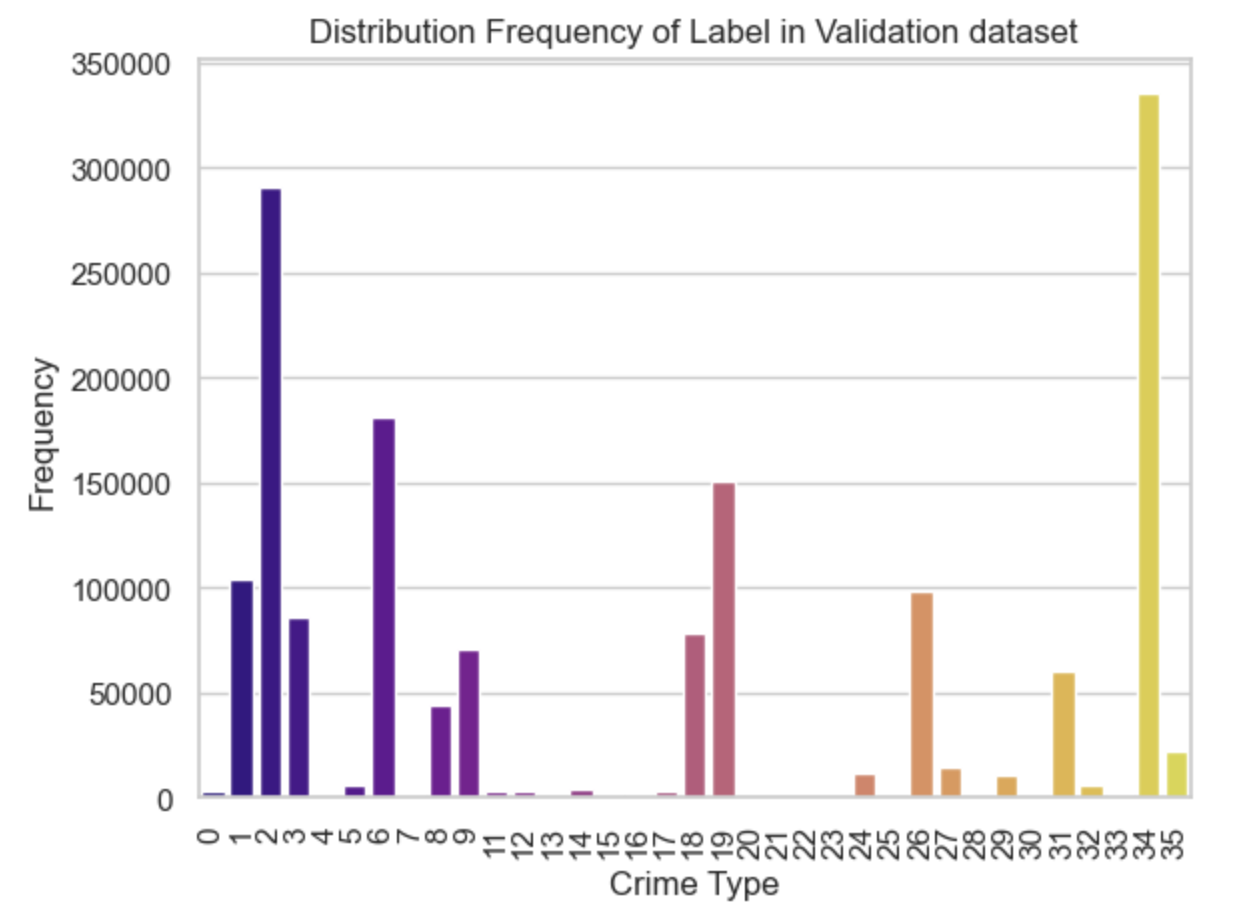 Distribution Frequency of Label in Validation dataset
350000
300000
250000
200000
150000
100000
50000
0
Frequency
0 1 2 3 4 5 6 7 8 9 11 12 13 14 15 16 17 18 19 20 21 22 23 24 25 26 27 28 29 30 31 32 33 34 35
Crime Type